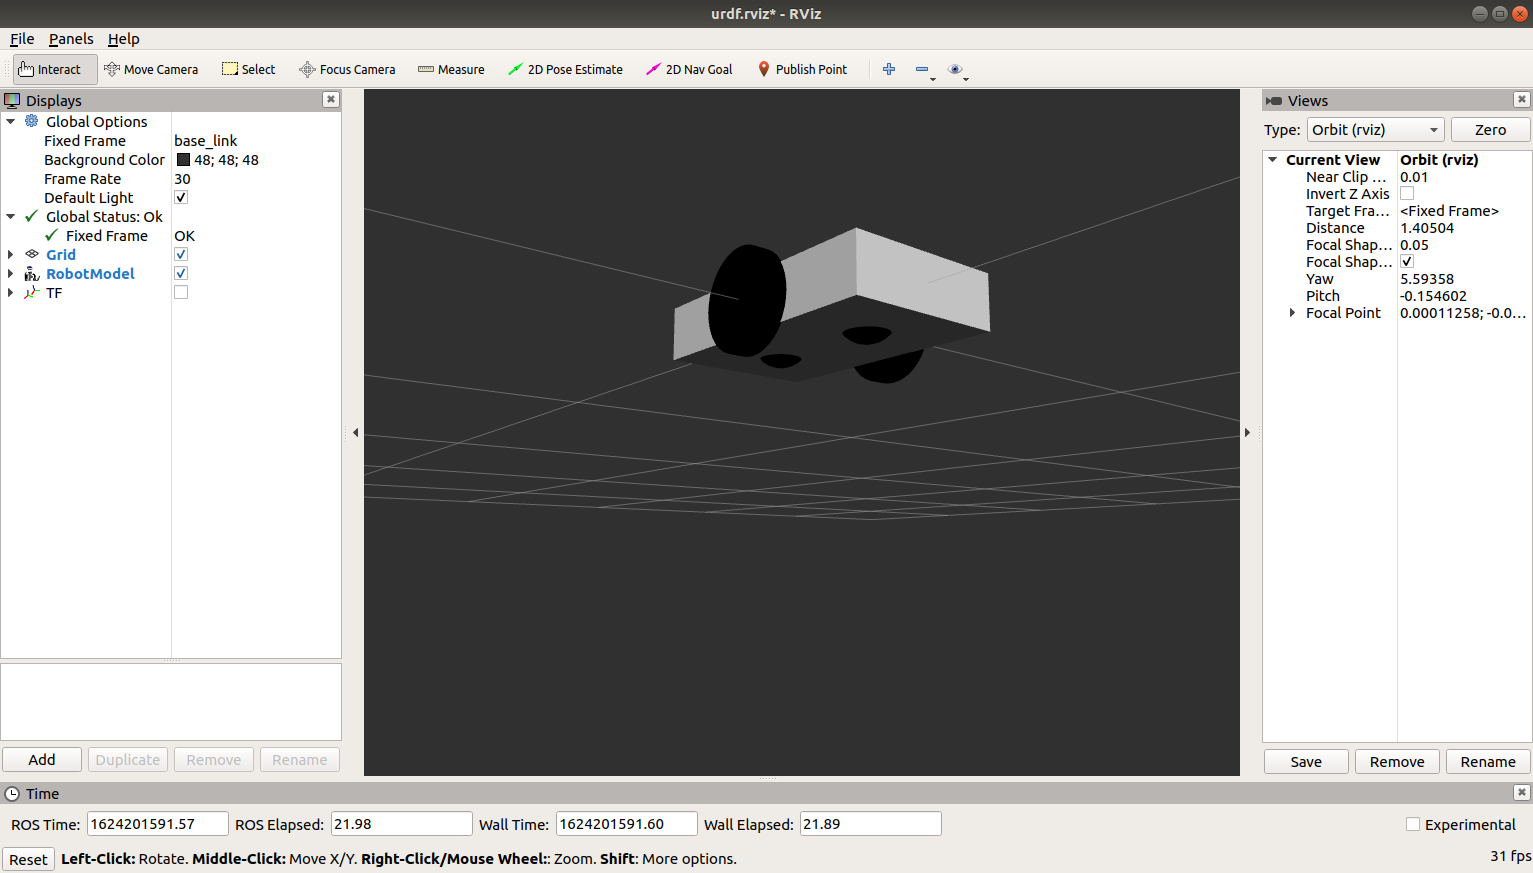 urdf.rviz* - RViz
File Panels Help
Interact Move Camera Select Focus Camera Measure 2D Pose Estimate 2D Nav Goal Publish Point
Displays
Global Options
Fixed Frame base_link
Background Color 48; 48; 48
Frame Rate 30
Default Light
Global Status: Ok
Fixed Frame OK
Grid
RobotModel
TF
Add Duplicate Remove Rename
Views
Type: Orbit (rviz) Zero
Current View Orbit (rviz)
Near Clip ... 0.01
Invert Z Axis
Target Fra... <Fixed Frame>
Distance 1.40504
Focal Shap... 0.05
Focal Shap...
Yaw 5.59358
Pitch -0.154602
Focal Point 0.00011258; -0.0...
Save Remove Rename
Time
ROS Time: 1624201591.57 ROS Elapsed: 21.98 Wall Time: 1624201591.60 Wall Elapsed: 21.89 Experimental
Reset Left-Click: Rotate. Middle-Click: Move X/Y. Right-Click/Mouse Wheel:: Zoom. Shift: More options. 31 fps